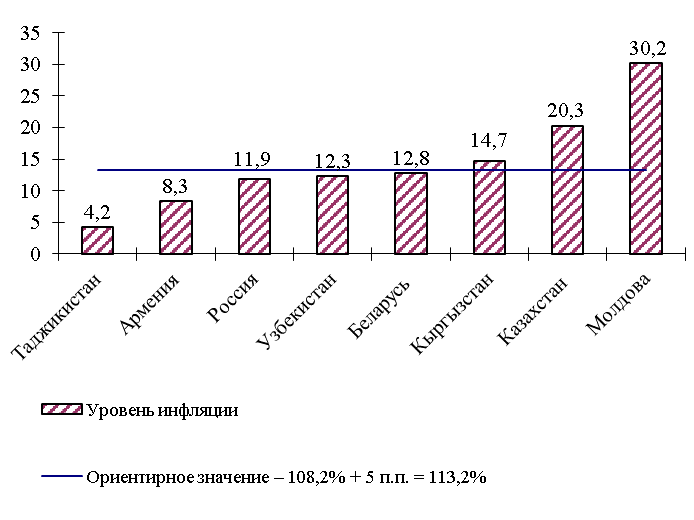 35
30
25
20
15
10
5
0
4,2
8,3
11,9
12,3
12,8
14,7
20,3
30,2
Таджикистан
Армения
Россия
Узбекистан
Беларусь
Кыргызстан
Казахстан
Молдова
Уровень инфляции
Ориентирное значение – 108,2% + 5 п.п. = 113,2%